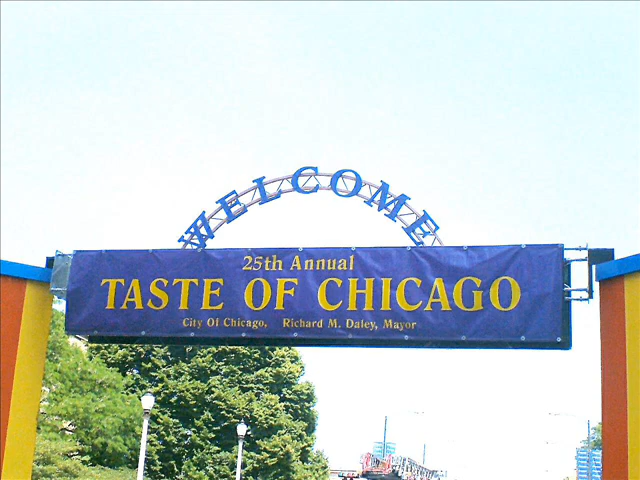 WELCOME
25th Annual
TASTE OF CHICAGO
City Of Chicago, Richard M. Daley, Mayor